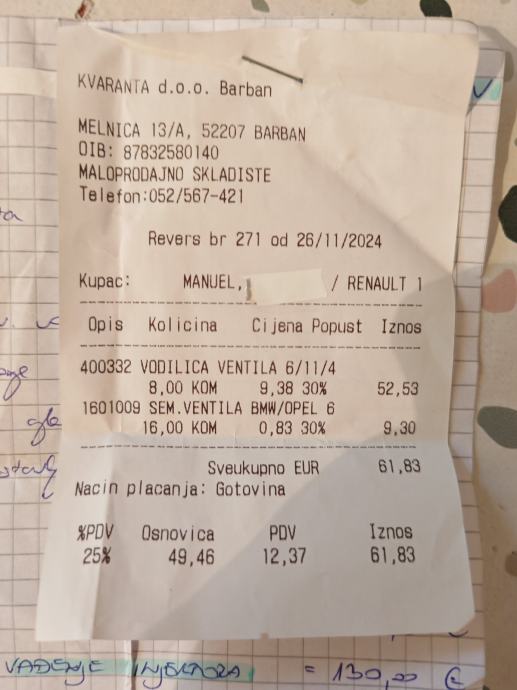 KVARANTA d.o.o. Barban
MELNICA 13/A, 52207 BARBAN
OIB: 87832580140
MALOPRODAJNO SKLADISTE
Telefon:052/567-421
Revers br 271 od 26/11/2024
Kupac: MANUEL, / RENAULT 1
Opis Kolicina Cijena Popust Iznos
400332 VODILICA VENTILA 6/11/4
8,00 KOM 9,38 30% 52,53
1601009 SEM.VENTILA BMW/OPEL 6
16,00 KOM 0,83 30% 9,30
Sveukupno EUR 61,83
Nacin placanja: Gotovina
%PDV Osnovica PDV Iznos
25% 49,46 12,37 61,83
VAĐENJE INJEKTORA = 130,00 €